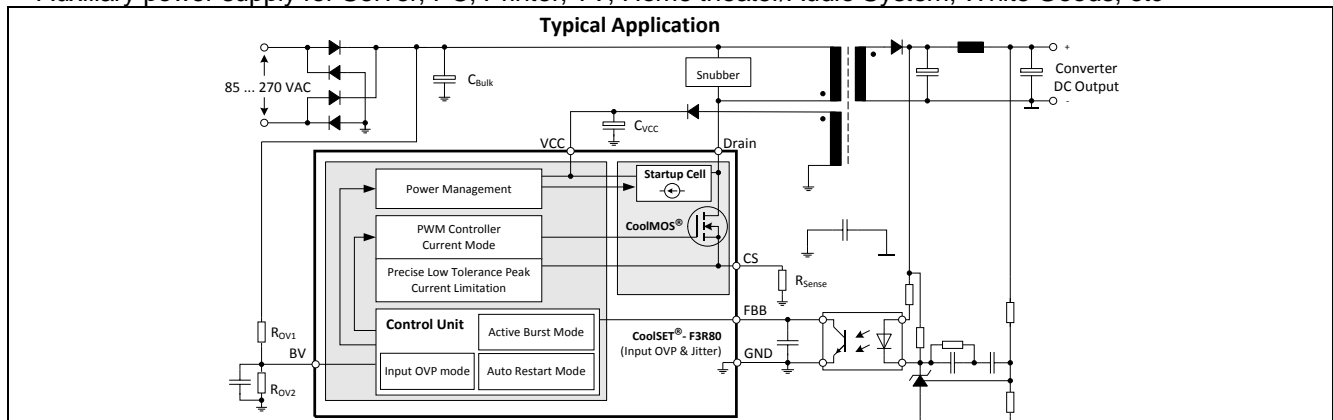 Auxiliary power supply for Server, PC, Printer, TV, Home theater/Audio System, White Goods, etc
Typical Application
85 ... 270 VAC
CBulk
Snubber
+
Converter
DC Output
-
CVCC
VCC
Drain
Startup Cell
Power Management
CoolMOS®
PWM Controller
Current Mode
CS
Precise Low Tolerance Peak
Current Limitation
RSense
FBB
Control Unit
Active Burst Mode
CoolSET®- F3R80
(Input OVP & Jitter)
ROV1
BV
GND
Input OVP mode
Auto Restart Mode
ROV2